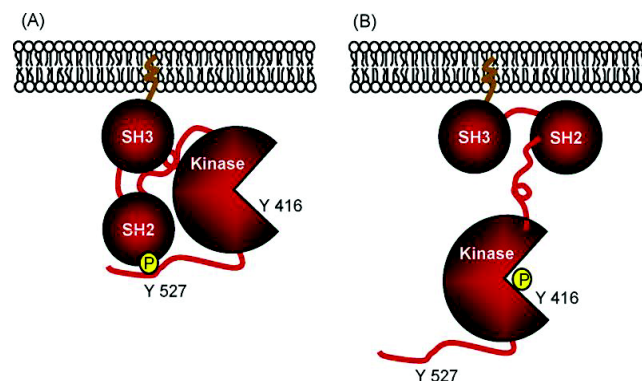 (A)
SH3
Kinase
Y 416
SH2
P
Y 527
(B)
SH3
SH2
Kinase
P
Y 416
Y 527